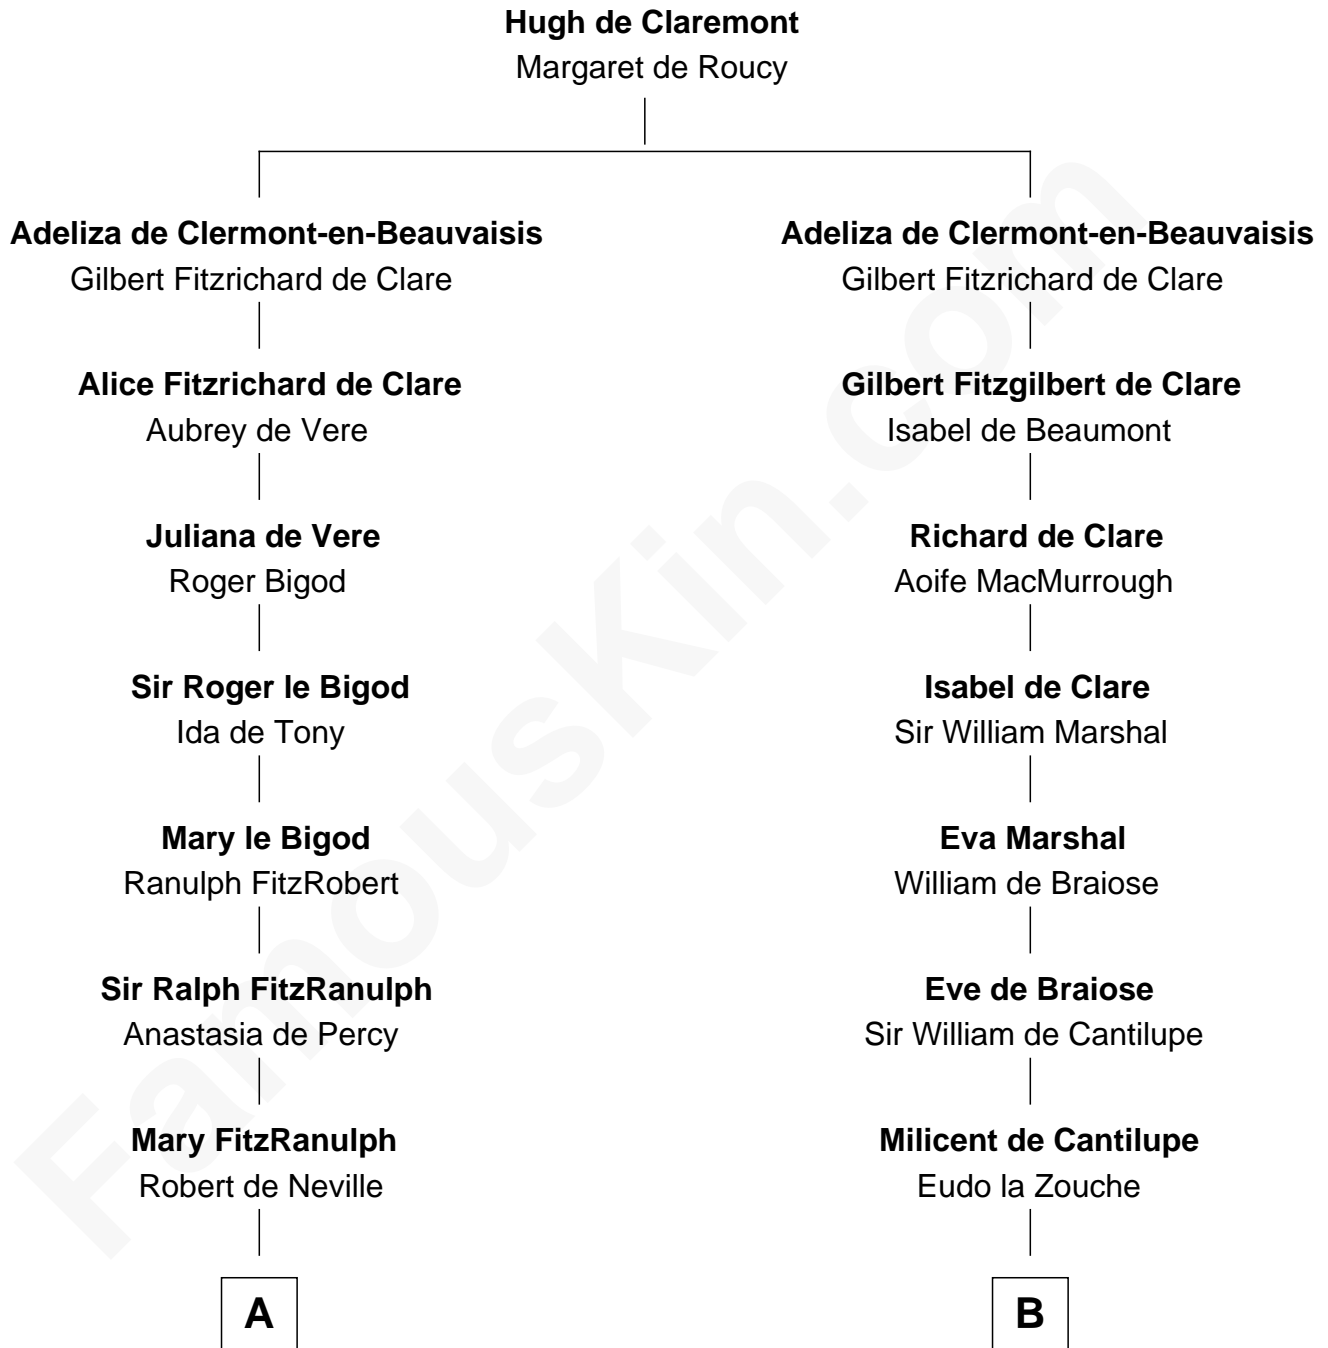 Hugh de Claremont
Margaret de Roucy
Adeliza de Clermont-en-Beauvaisis
Gilbert Fitzrichard de Clare
Alice Fitzrichard de Clare
Aubrey de Vere
Juliana de Vere
Roger Bigod
Sir Roger le Bigod
Ida de Tony
Mary le Bigod
Ranulph FitzRobert
Sir Ralph FitzRanulph
Anastasia de Percy
Mary FitzRanulph
Robert de Neville
A
Adeliza de Clermont-en-Beauvaisis
Gilbert Fitzrichard de Clare
Gilbert Fitzgilbert de Clare
Isabel de Beaumont
Richard de Clare
Aoife MacMurrough
Isabel de Clare
Sir William Marshal
Eva Marshal
William de Braiose
Eve de Braiose
Sir William de Cantilupe
Milicent de Cantilupe
Eudo la Zouche
B
FamousKin.com